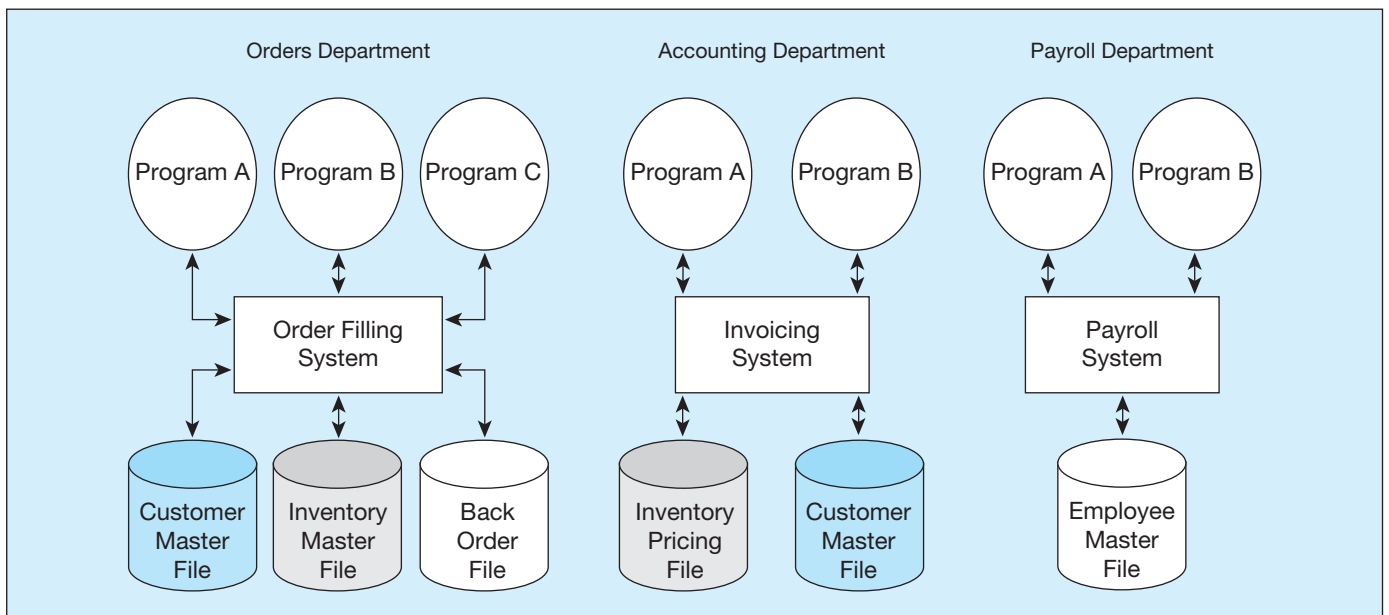 Orders Department
Accounting Department
Payroll Department
Program A
Program B
Program C
Program A
Program B
Program A
Program B
Order Filling
System
Invoicing
System
Payroll
System
Customer
Master
File
Inventory
Master
File
Back
Order
File
Inventory
Pricing
File
Customer
Master
File
Employee
Master
File